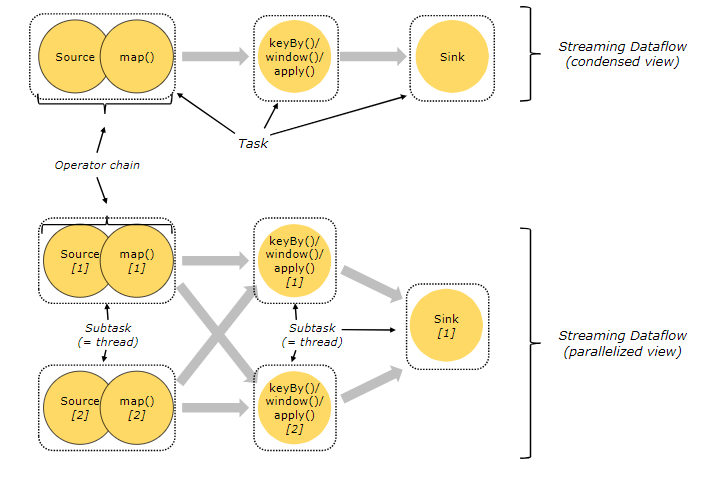 Source
map()
keyBy()/
window()/
apply()
Sink
Streaming Dataflow
(condensed view)
Task
Operator chain
Source
[1]
map()
[1]
keyBy()/
window()/
apply()
[1]
Sink
[1]
Subtask
(= thread)
Subtask
(= thread)
Streaming Dataflow
(parallelized view)
Source
[2]
map()
[2]
keyBy()/
window()/
apply()
[2]